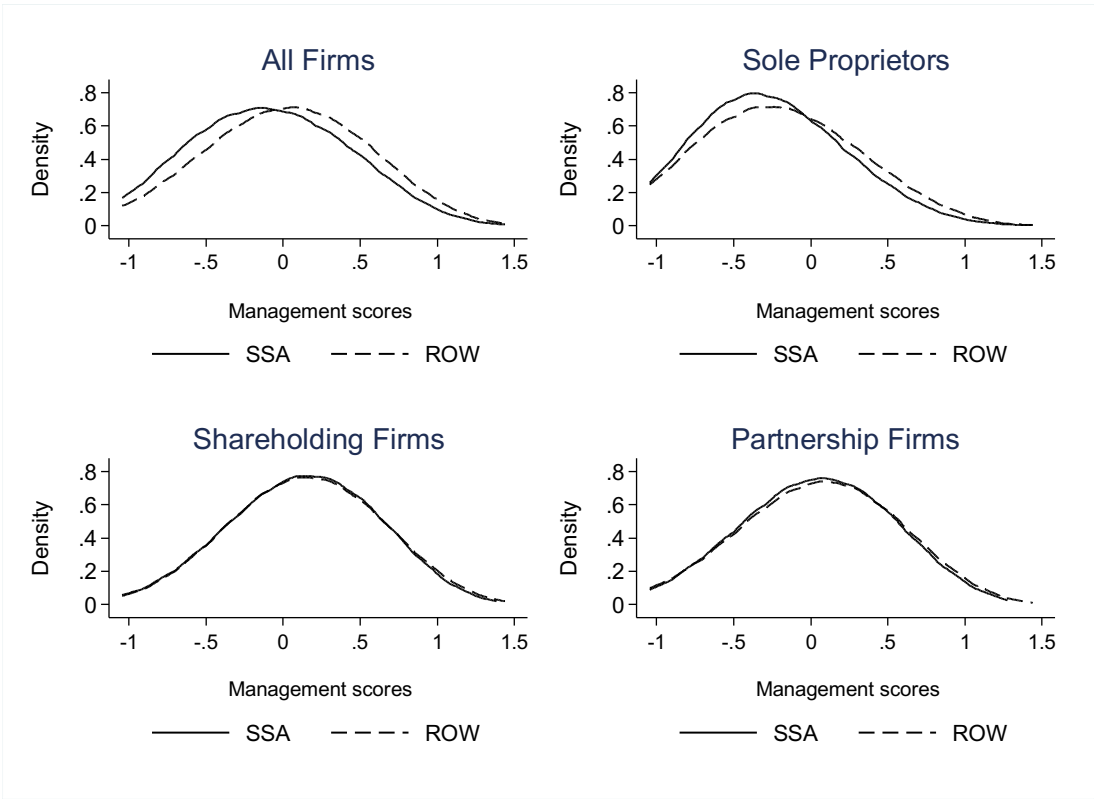 All Firms
Density
.8
.6
.4
.2
0
-1 -.5 0 .5 1 1.5
Management scores
SSA ROW
Sole Proprietors
Density
.8
.6
.4
.2
0
-1 -.5 0 .5 1 1.5
Management scores
SSA ROW
Shareholding Firms
Density
.8
.6
.4
.2
0
-1 -.5 0 .5 1 1.5
Management scores
SSA ROW
Partnership Firms
Density
.8
.6
.4
.2
0
-1 -.5 0 .5 1 1.5
Management scores
SSA ROW